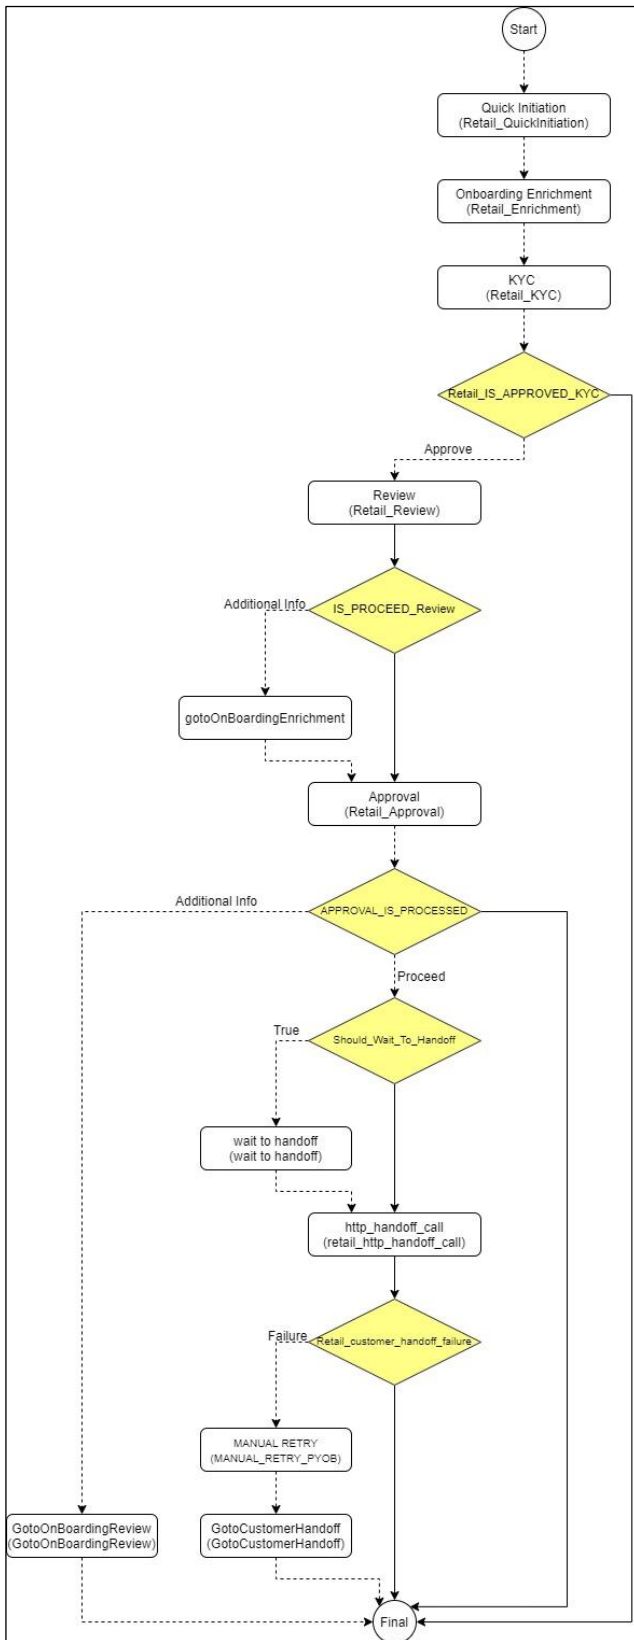 Start
Quick Initiation
(Retail_QuickInitiation)
Onboarding Enrichment
(Retail_Enrichment)
KYC
(Retail_KYC)
Retail_IS_APPROVED_KYC
Approve
Review
(Retail_Review)
Additional Info
IS_PROCEED_Review
gotoOnBoardingEnrichment
Approval
(Retail_Approval)
Additional Info
APPROVAL_IS_PROCESSED
Proceed
True
Should_Wait_To_Handoff
wait to handoff
(wait to handoff)
http_handoff_call
(retail_http_handoff_call)
Failure
Retail_customer_handoff_failure
MANUAL RETRY
(MANUAL_RETRY_PYOB)
GotoOnBoardingReview
(GotoOnBoardingReview)
GotoCustomerHandoff
(GotoCustomerHandoff)
Final